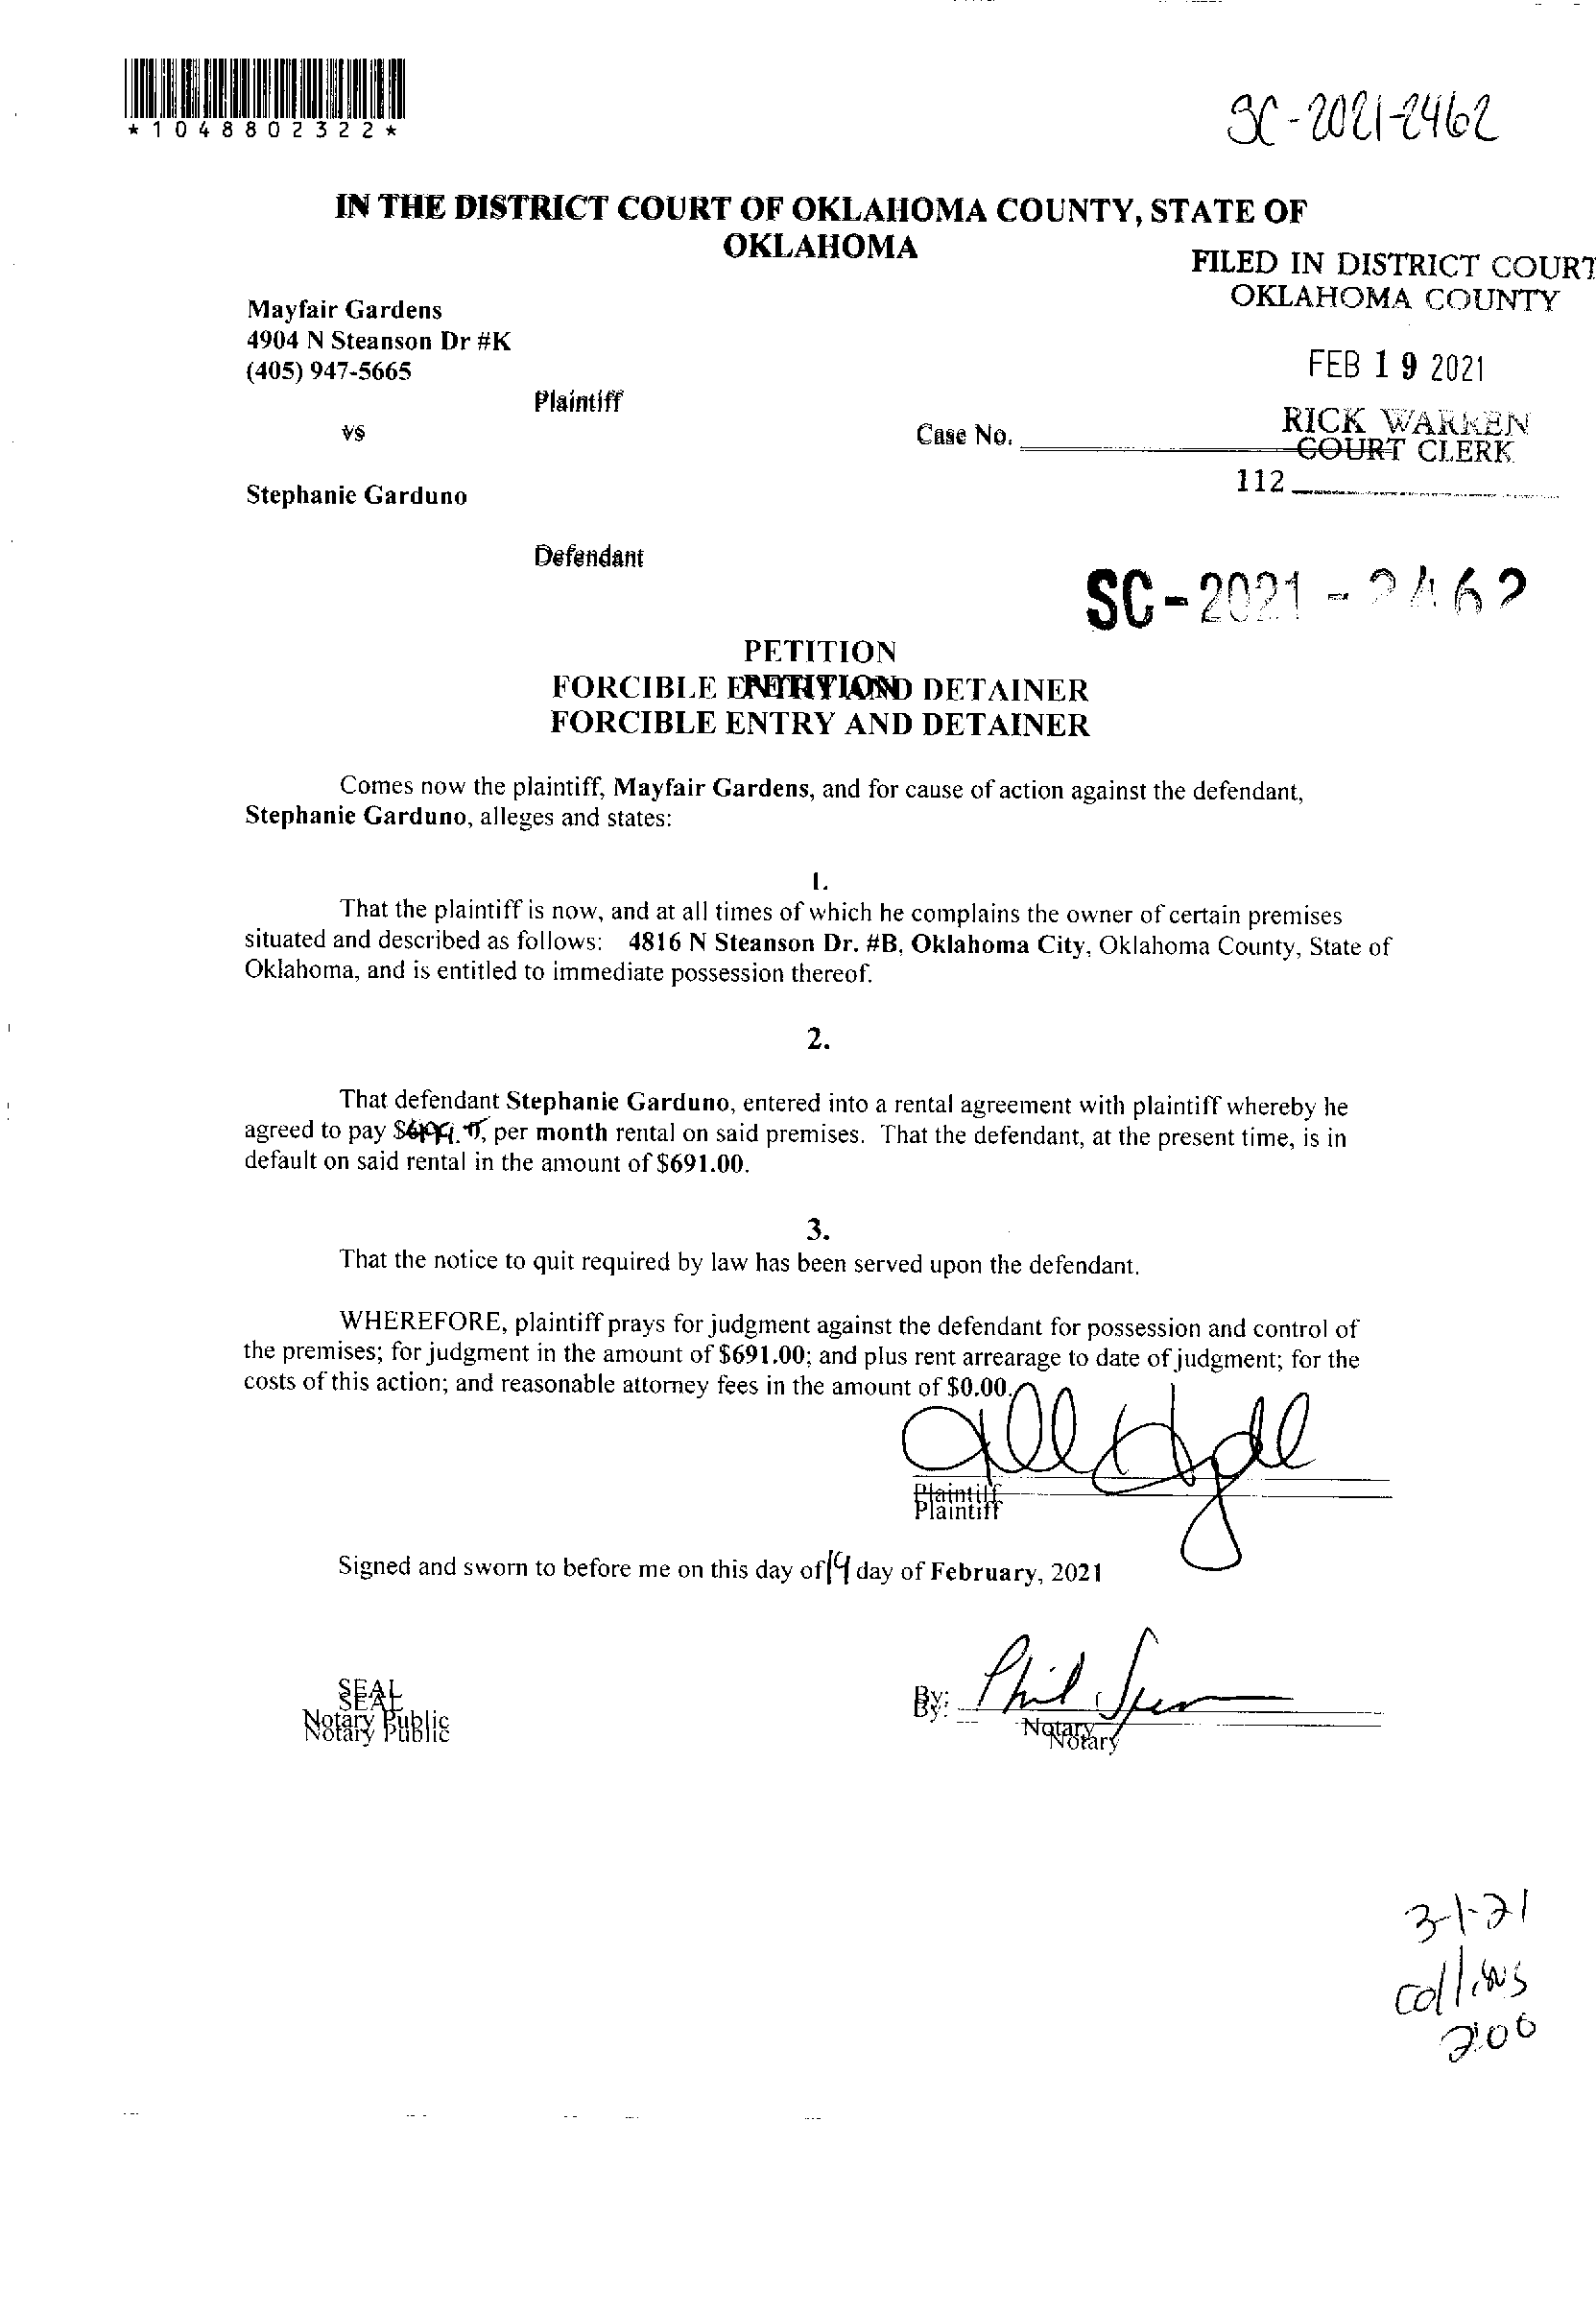 *1048802322*
SC-2021-2462
IN THE DISTRICT COURT OF OKLAHOMA COUNTY, STATE OF
OKLAHOMA
FILED IN DISTRICT COURT
OKLAHOMA COUNTY
Mayfair Gardens
4904 N Steanson Dr #K
(405) 947-5665
FEB 19 2021
Plaintiff
RICK WARREN
COURT CLERK
vs
Case No.
112
Stephanie Garduno
Defendant
SC-2021-2462
PETITION
FORCIBLE ENTRY AND DETAINER
FORCIBLE ENTRY AND DETAINER
Comes now the plaintiff, Mayfair Gardens, and for cause of action against the defendant,
Stephanie Garduno, alleges and states:
1.
That the plaintiff is now, and at all times of which he complains the owner of certain premises
situated and described as follows: 4816 N Steanson Dr. #B, Oklahoma City, Oklahoma County, State of
Oklahoma, and is entitled to immediate possession thereof.
2.
That defendant Stephanie Garduno, entered into a rental agreement with plaintiff whereby he
agreed to pay per month rental on said premises. That the defendant, at the present time, is in
default on said rental in the amount of $691.00.
3.
That the notice to quit required by law has been served upon the defendant.
WHEREFORE, plaintiff prays for judgment against the defendant for possession and control of
the premises; for judgment in the amount of $691.00; and plus rent arrearage to date of judgment; for the
costs of this action; and reasonable attorney fees in the amount of $0.00.
Plaintiff
Plaintiff
Signed and sworn to before me on this day of 19 day of February, 2021
SEAL
SEAL
Notary Public
Notary Public
By:
By:
Phil
Notary
Notary
3-1-21
Collins
200